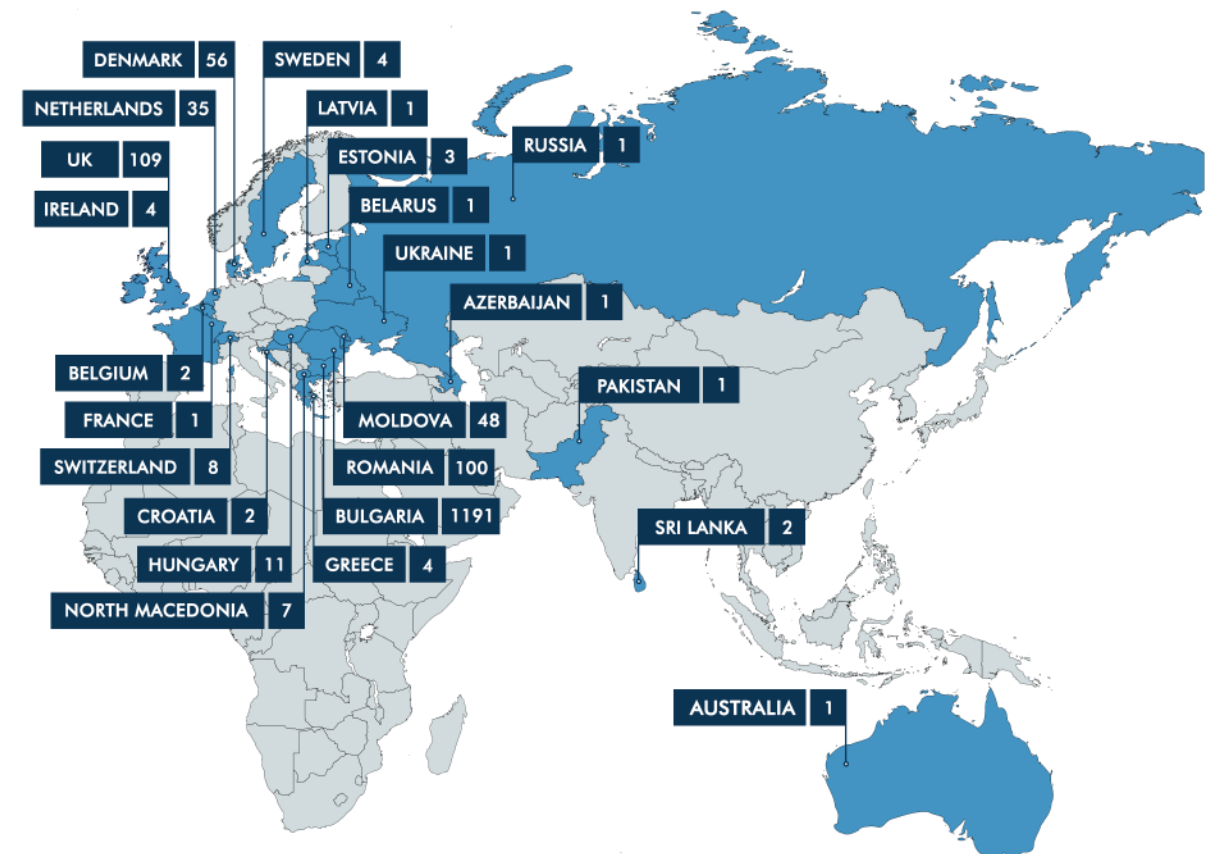 DENMARK 56
SWEDEN 4
NETHERLANDS 35
LATVIA 1
UK 109
ESTONIA 3
RUSSIA 1
IRELAND 4
BELARUS 1
UKRAINE 1
AZERBAIJAN 1
BELGIUM 2
PAKISTAN 1
FRANCE 1
MOLDOVA 48
SWITZERLAND 8
ROMANIA 100
CROATIA 2
BULGARIA 1191
SRI LANKA 2
HUNGARY 11
GREECE 4
NORTH MACEDONIA 7
AUSTRALIA 1